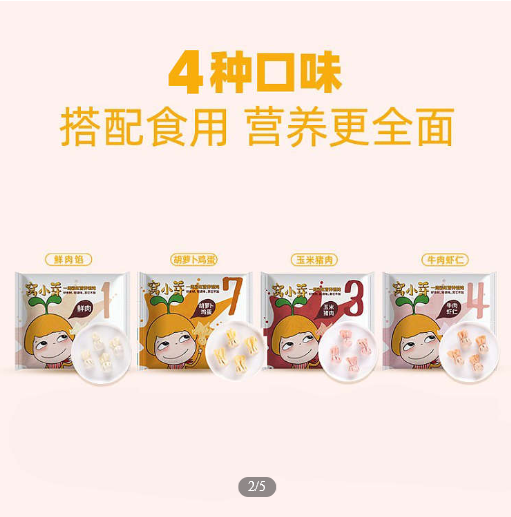 4种口味
搭配食用 营养更全面
鲜肉馅
胡萝卜鸡蛋
玉米猪肉
牛肉虾仁
窝小芽
1
鲜肉
窝小芽
7
胡萝卜
鸡蛋
窝小芽
3
玉米
猪肉
窝小芽
4
牛肉
虾仁
2/5